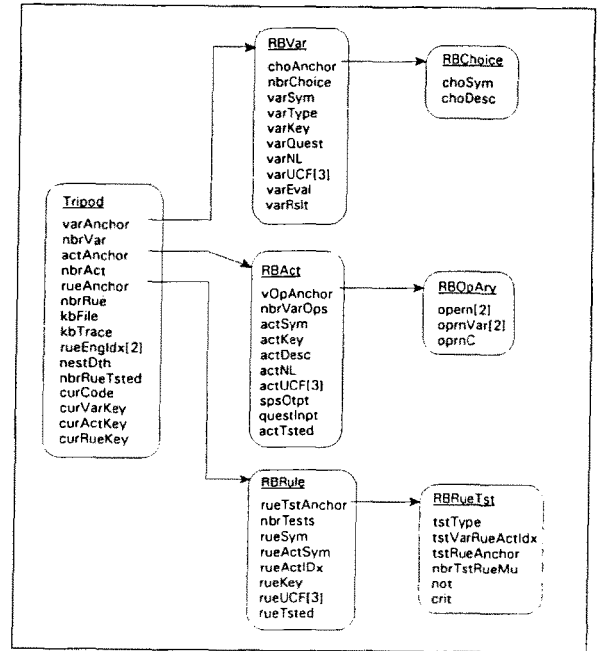 RBVar
choAnchor
nbrChoice
varSym
varType
varKey
varQuest
varNL
varUCF[3]
varEval
varRslt
RBChoice
choSym
choDesc
Tripod
varAnchor
nbrVar
actAnchor
nbrAct
rueAnchor
nbrRue
kbFile
kbTrace
rueEngIdx[2]
nestDth
nbrRueTsted
curCode
curVarKey
curActKey
curRueKey
RBAct
vOpAnchor
nbrVarOps
actSym
actKey
actDesc
actNL
actUCF[3]
spsOtpt
questInpt
actTsted
RBOpAry
opern[2]
oprnVar[2]
oprnC
RBRule
rueTstAnchor
nbrTests
rueSym
rueActSym
rueActIDx
rueKey
rueUCF[3]
rueTsted
RBRueTst
tstType
tstVarRueActIdx
tstRueAnchor
nbrTstRueMu
not
crit